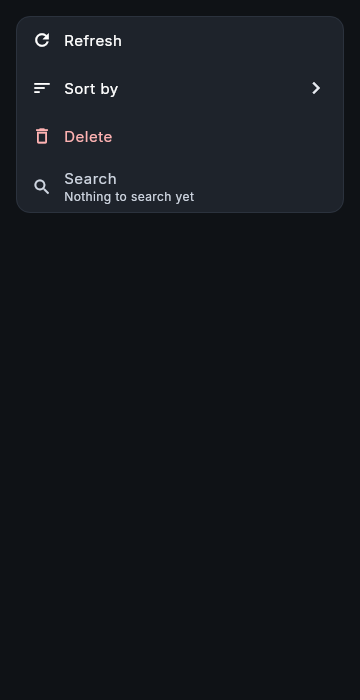 Refresh
Sort by
Delete
Search
Nothing to search yet